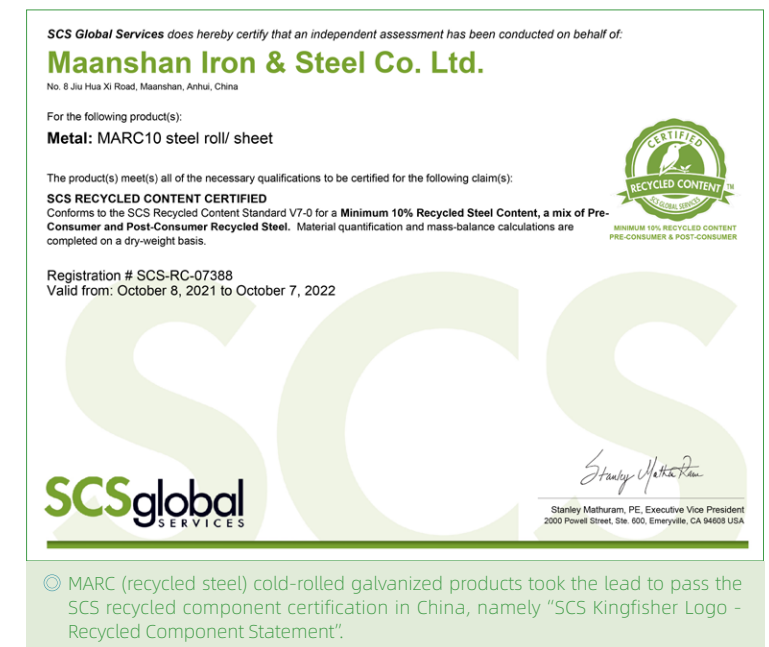 SCS Global Services does hereby certify that an independent assessment has been conducted on behalf of:
Maanshan Iron & Steel Co. Ltd.
No. 8 Jiu Hua Xi Road, Maanshan, Anhui, China
For the following product(s):
Metal: MARC10 steel roll/ sheet
The product(s) meet(s) all of the necessary qualifications to be certified for the following claim(s):
SCS RECYCLED CONTENT CERTIFIED
Conforms to the SCS Recycled Content Standard V7-0 for a Minimum 10% Recycled Steel Content, a mix of Pre-
Consumer and Post-Consumer Recycled Steel. Material quantification and mass-balance calculations are
completed on a dry-weight basis.
CERTIFIED
RECYCLED CONTENT TM
SCS GLOBAL SERVICES
MINIMUM 10% RECYCLED CONTENT
PRE-CONSUMER & POST-CONSUMER
Registration # SCS-RC-07388
Valid from: October 8, 2021 to October 7, 2022
SCS
SCSglobal
SERVICES
Stanley Mathuram
Stanley Mathuram, PE, Executive Vice President
2000 Powell Street, Ste. 600, Emeryville, CA 94608 USA
◎ MARC (recycled steel) cold-rolled galvanized products took the lead to pass the
SCS recycled component certification in China, namely “SCS Kingfisher Logo -
Recycled Component Statement”.